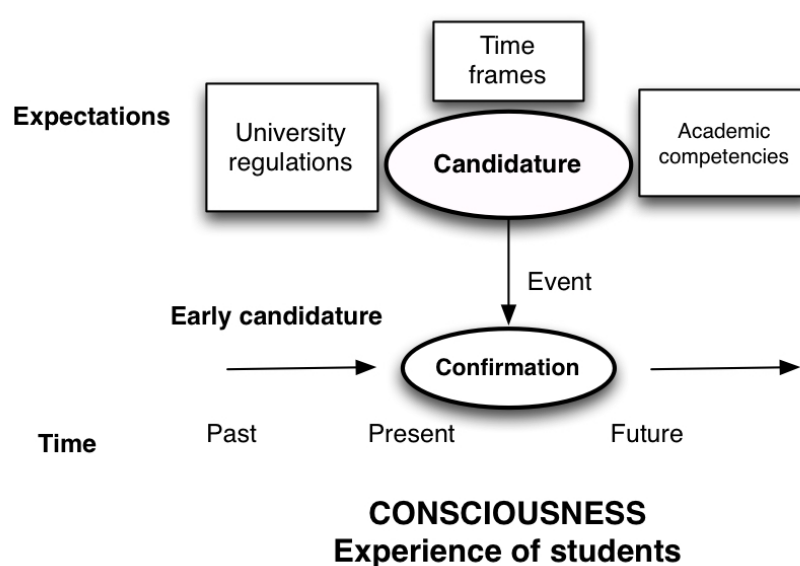 Time
frames
Expectations
University
regulations
Candidature
Academic
competencies
Event
Early candidature
Confirmation
Time
Past
Present
Future
CONSCIOUSNESS
Experience of students